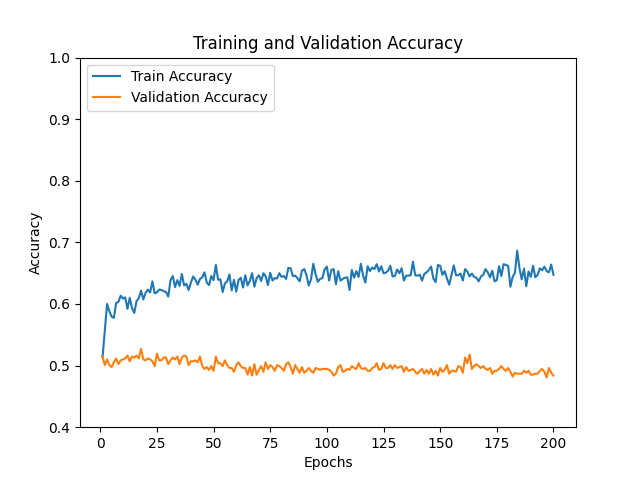 Training and Validation Accuracy
Train Accuracy
Validation Accuracy
Accuracy
1.0
0.9
0.8
0.7
0.6
0.5
0.4
0 25 50 75 100 125 150 175 200
Epochs